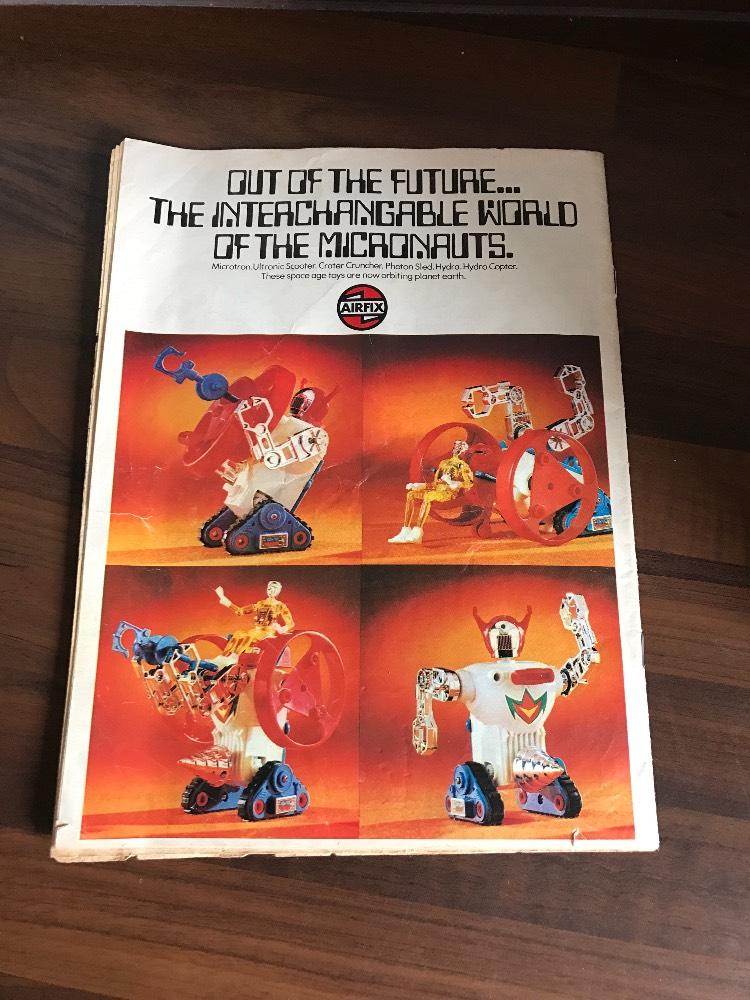 OUT OF THE FUTURE...
THE INTERCHANGABLE WORLD
OF THE MICRONAUTS.
Microtron. Ultronic Scooter. Crater Cruncher. Photon Sled. Hydra. Hydro Copter.
These space age toys are now orbiting planet earth.
AIRFIX